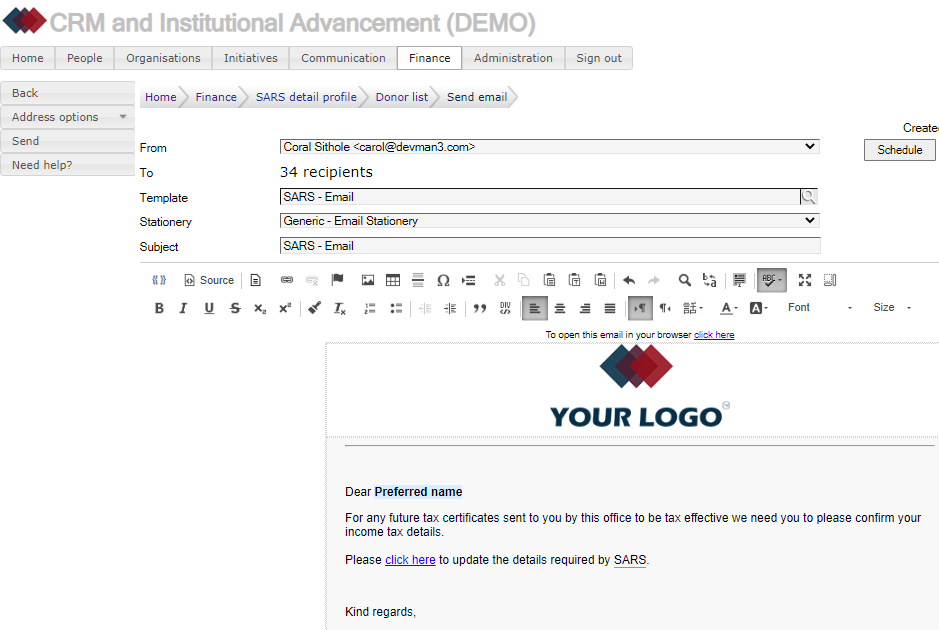 CRM and Institutional Advancement (DEMO)
Home People Organisations Initiatives Communication Finance Administration Sign out
Back
Address options
Send
Need help?
Home Finance SARS detail profile Donor list Send email
Create
From Coral Sithole <carol@devman3.com> Schedule
To 34 recipients
Template SARS - Email
Stationery Generic - Email Stationery
Subject SARS - Email
Source
Font Size
To open this email in your browser click here
YOUR LOGO
Dear Preferred name
For any future tax certificates sent to you by this office to be tax effective we need you to please confirm your
income tax details.
Please click here to update the details required by SARS.
Kind regards,